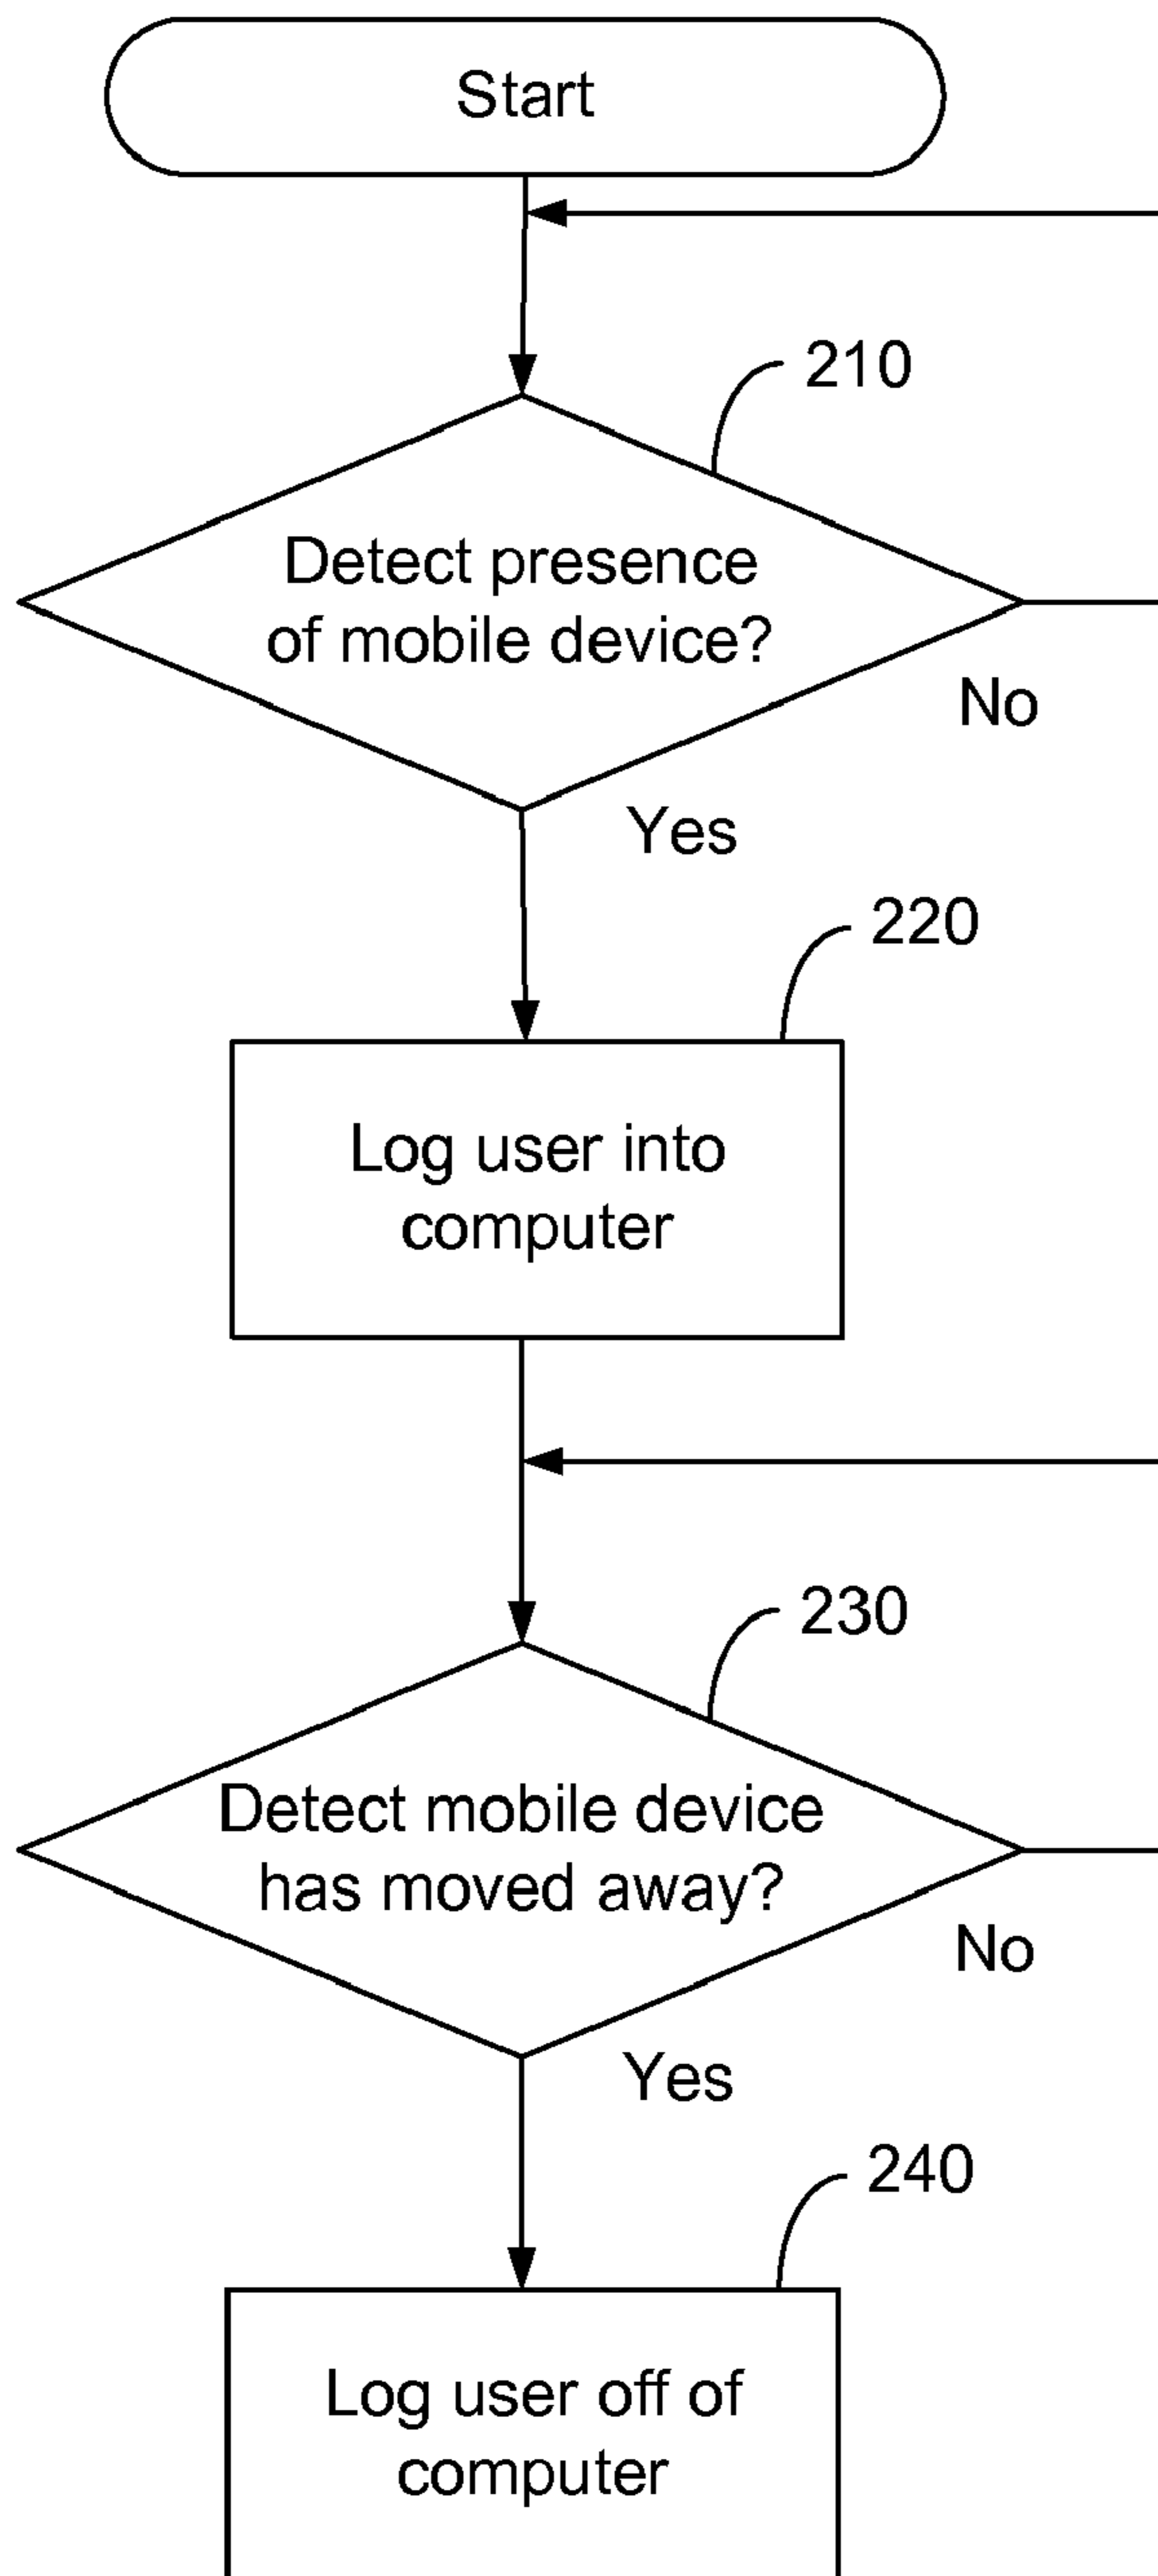 Start
210
Detect presence
of mobile device?
No
Yes
220
Log user into
computer
230
Detect mobile device
has moved away?
No
Yes
240
Log user off of
computer